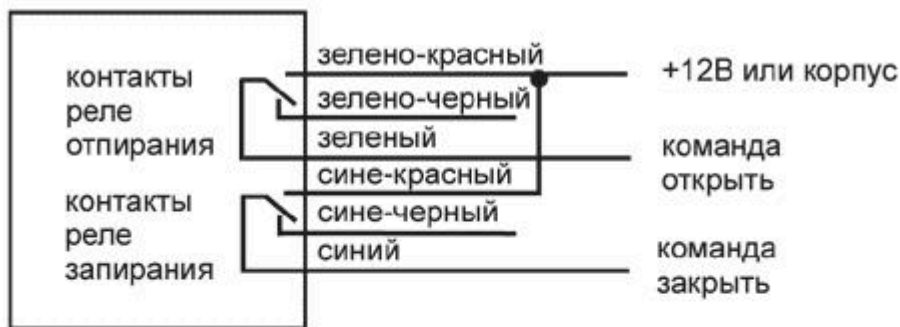 зелено-красный
+12В или корпус
контакты
реле
отпирания
зелено-черный
зеленый
команда
открыть
сине-красный
контакты
реле
запирания
сине-черный
синий
команда
закрыть